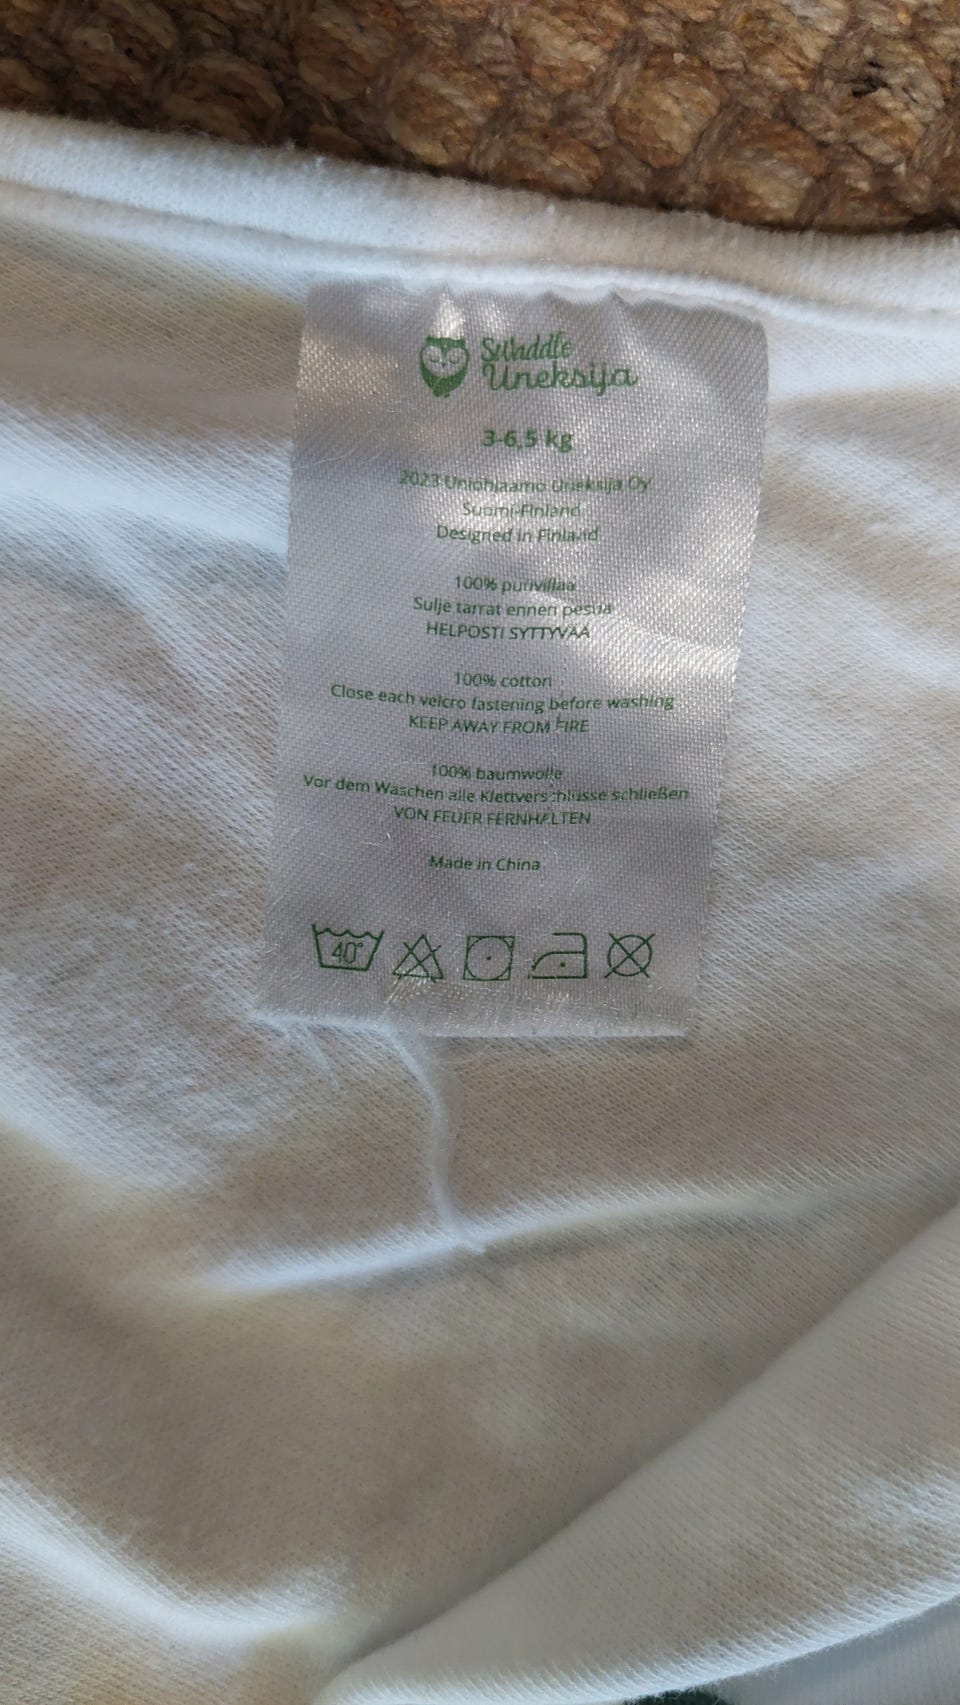 Swaddle
Uneksija
3-6,5 kg
2023 Uniohjaamo Uneksija Oy
Suomi-Finland
Designed in Finland
100% puuvillaa
Sulje tarrat ennen pesua
HELPOSTI SYTTYVÄÄ
100% cotton
Close each velcro fastening before washing
KEEP AWAY FROM FIRE
100% baumwolle
Vor dem Waschen alle Klettverschlüsse schließen
VON FEUER FERNHALTEN
Made in China
40°